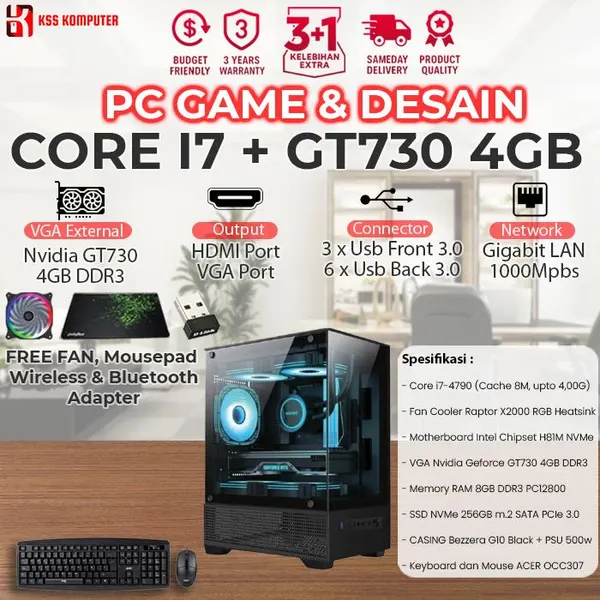 KSS KOMPUTER
BUDGET
FRIENDLY
3
YEARS
3 YEARS
WARRANTY
3+1
KELEBIHAN
EXTRA
SAMEDAY
DELIVERY
PRODUCT
QUALITY
PC GAME & DESAIN
CORE I7 + GT730 4GB
VGA External
Nvidia GT730
4GB DDR3
Output
HDMI Port
VGA Port
Connector
3 x Usb Front 3.0
6 x Usb Back 3.0
Network
Gigabit LAN
1000Mpbs
D-Link
FREE FAN, Mousepad
Wireless & Bluetooth
Adapter
GEFORCE RTX
Spesifikasi :
- Core i7-4790 (Cache 8M, upto 4,00G)
- Fan Cooler Raptor X2000 RGB Heatsink
- Motherboard Intel Chipset H81M NVMe
- VGA Nvidia Geforce GT730 4GB DDR3
- Memory RAM 8GB DDR3 PC12800
- SSD NVMe 256GB m.2 SATA PCIe 3.0
- CASING Bezzera G10 Black + PSU 500w
- Keyboard dan Mouse ACER OCC307